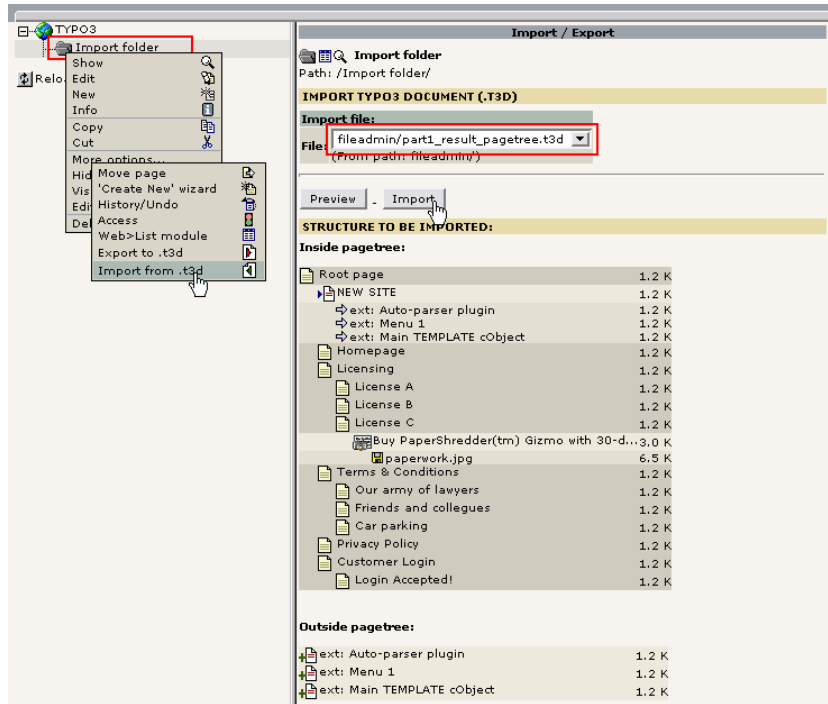 TYPO3
Import folder
Show
Edit
New
Info
Copy
Cut
More options...
Move page
'Create New' wizard
History/Undo
Access
Web>List module
Export to .t3d
Import from .t3d
Import / Export
Import folder
Path: /Import folder/
IMPORT TYPO3 DOCUMENT (.T3D)
Import file:
File: fileadmin/part1_result_pagetree.t3d
(From path: fileadmin/)
Preview - Import
STRUCTURE TO BE IMPORTED:
Inside pagetree:
Root page 1.2 K
NEW SITE 1.2 K
ext: Auto-parser plugin 1.2 K
ext: Menu 1 1.2 K
ext: Main TEMPLATE cObject 1.2 K
Homepage 1.2 K
Licensing 1.2 K
License A 1.2 K
License B 1.2 K
License C 1.2 K
Buy PaperShredder(tm) Gizmo with 30-d...3.0 K
paperwork.jpg 6.5 K
Terms & Conditions 1.2 K
Our army of lawyers 1.2 K
Friends and collegues 1.2 K
Car parking 1.2 K
Privacy Policy 1.2 K
Customer Login 1.2 K
Login Accepted! 1.2 K
Outside pagetree:
ext: Auto-parser plugin 1.2 K
ext: Menu 1 1.2 K
ext: Main TEMPLATE cObject 1.2 K